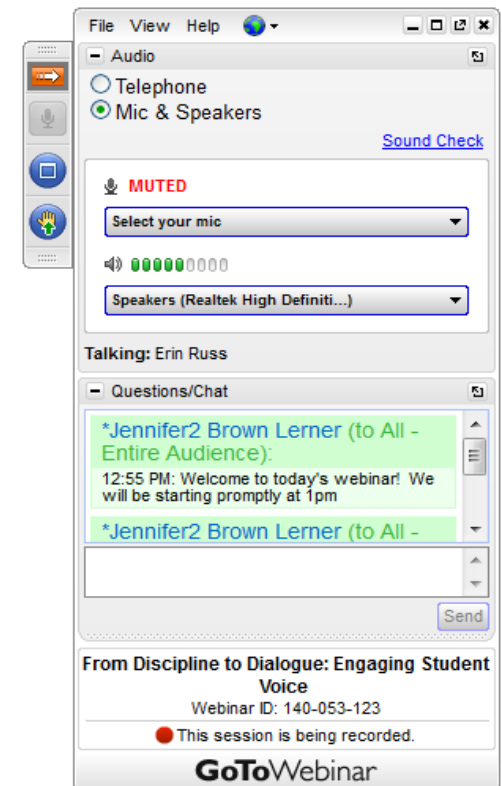 File View Help
Audio
Telephone
Mic & Speakers
Sound Check
MUTED
Select your mic
Speakers (Realtek High Definiti...)
Talking: Erin Russ
Questions/Chat
*Jennifer2 Brown Lerner (to All -
Entire Audience):
12:55 PM: Welcome to today's webinar! We
will be starting promptly at 1pm
*Jennifer2 Brown Lerner (to All -
Send
From Discipline to Dialogue: Engaging Student
Voice
Webinar ID: 140-053-123
This session is being recorded.
GoToWebinar